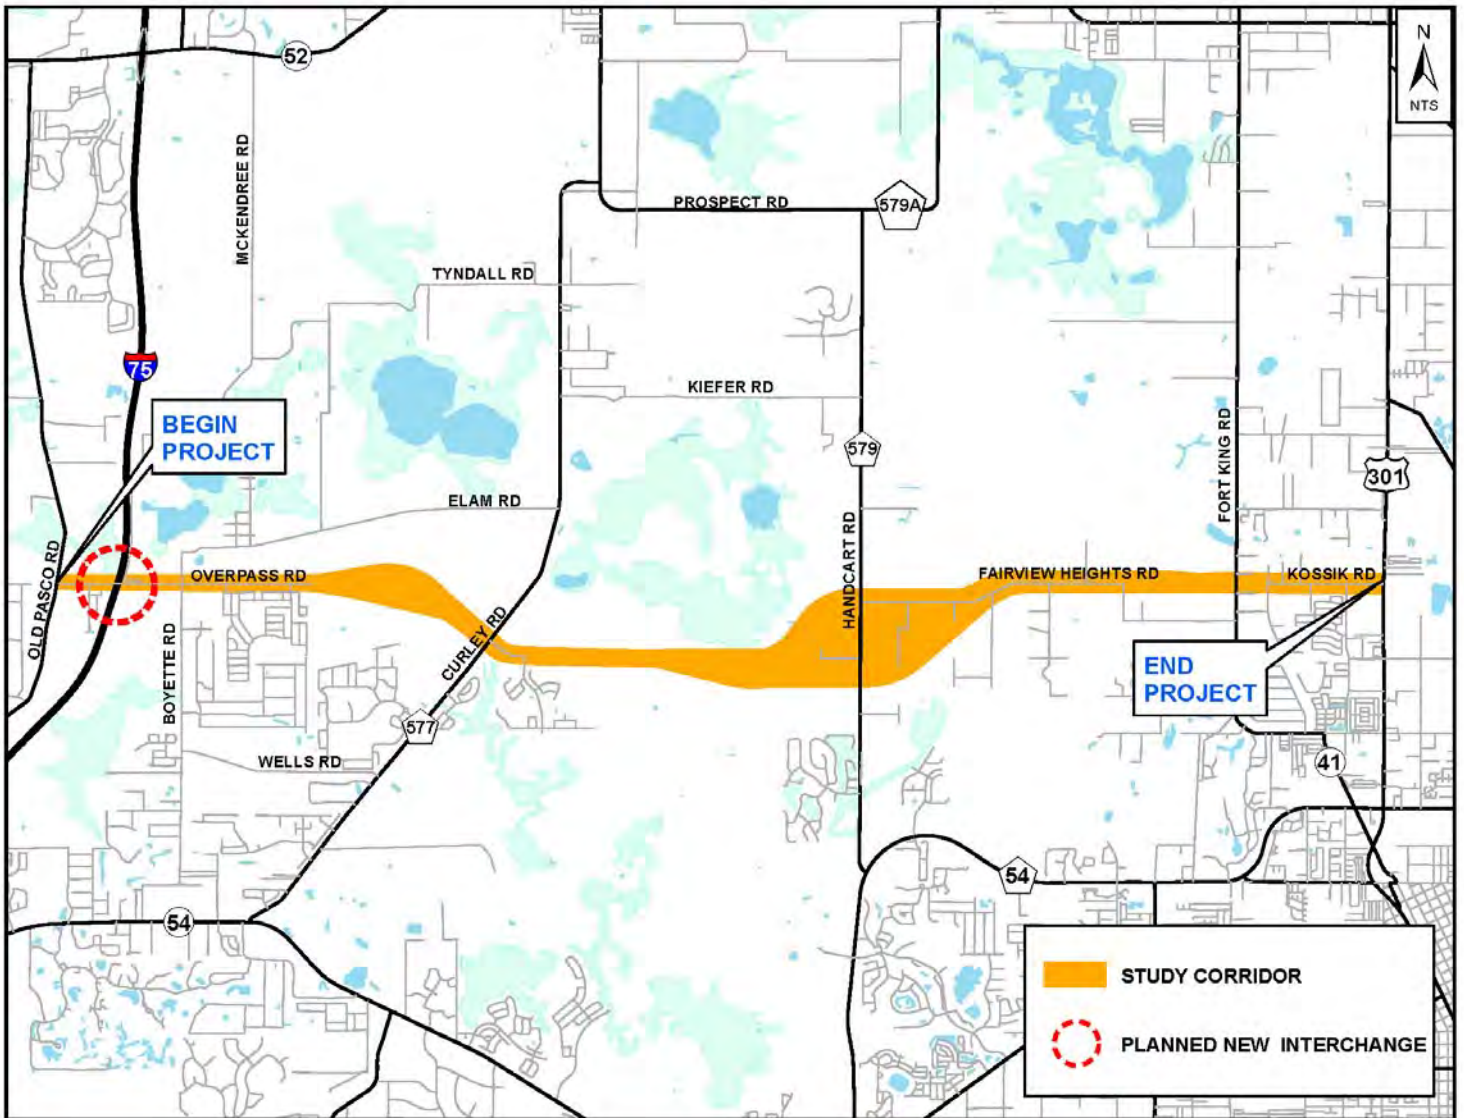 N
NTS
52
MCKENDREE RD
PROSPECT RD
579A
TYNDALL RD
75
KIEFER RD
BEGIN
PROJECT
579
FORT KING RD
301
ELAM RD
HANDCART RD
OLD PASCO RD
OVERPASS RD
FAIRVIEW HEIGHTS RD
KOSSIK RD
BOYETTE RD
CURLEY RD
END
PROJECT
577
WELLS RD
41
54
54
STUDY CORRIDOR
PLANNED NEW INTERCHANGE